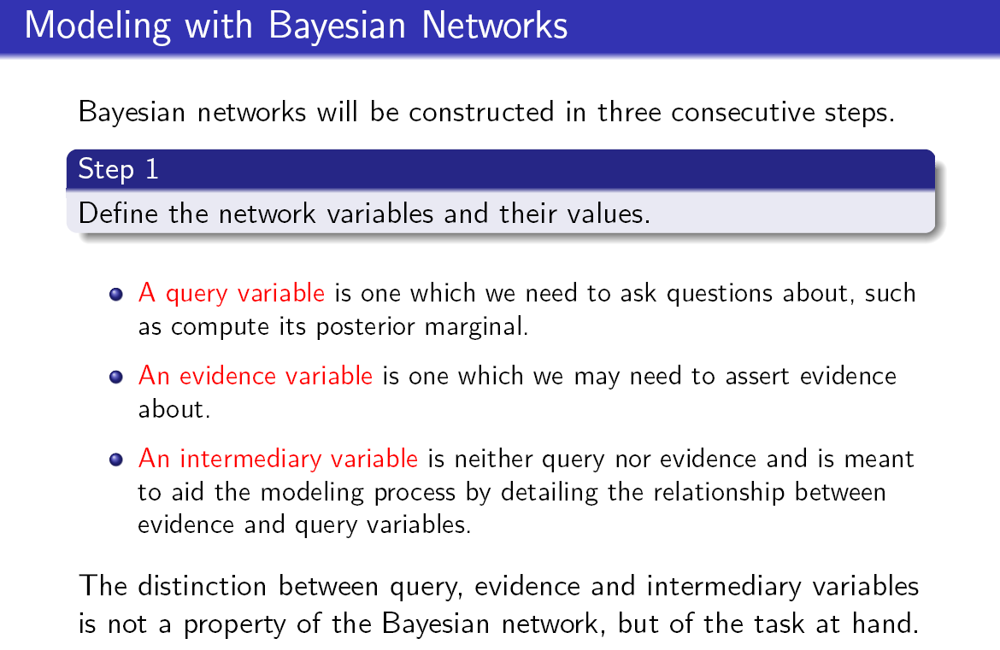 Modeling with Bayesian Networks
Bayesian networks will be constructed in three consecutive steps.
Step 1
Define the network variables and their values.
A query variable is one which we need to ask questions about, such
as compute its posterior marginal.
An evidence variable is one which we may need to assert evidence
about.
An intermediary variable is neither query nor evidence and is meant
to aid the modeling process by detailing the relationship between
evidence and query variables.
The distinction between query, evidence and intermediary variables
is not a property of the Bayesian network, but of the task at hand.